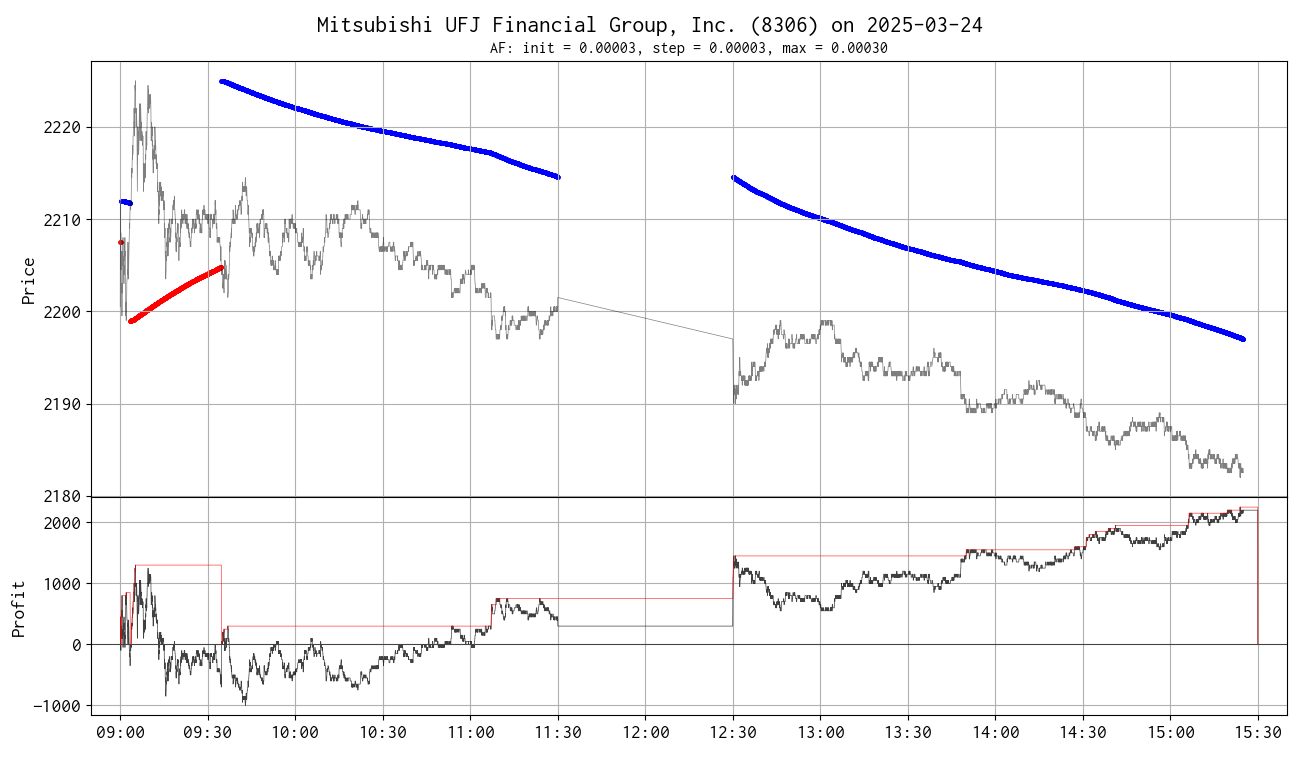 Mitsubishi UFJ Financial Group, Inc. (8306) on 2025-03-24
AF: init = 0.00003, step = 0.00003, max = 0.00030
Price
2220
2210
2200
2190
2180
Profit
2000
1000
0
−1000
09:00 09:30 10:00 10:30 11:00 11:30 12:00 12:30 13:00 13:30 14:00 14:30 15:00 15:30